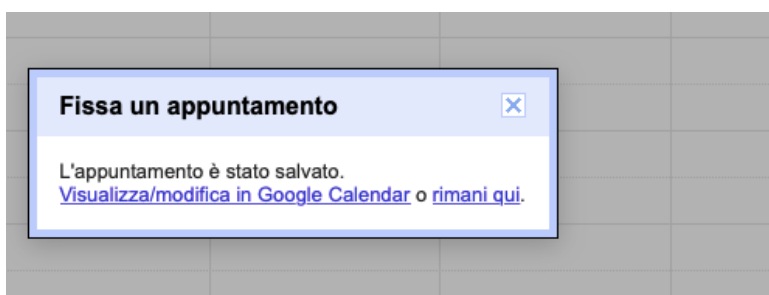 Fissa un appuntamento
L'appuntamento è stato salvato.
Visualizza/modifica in Google Calendar o rimani qui.